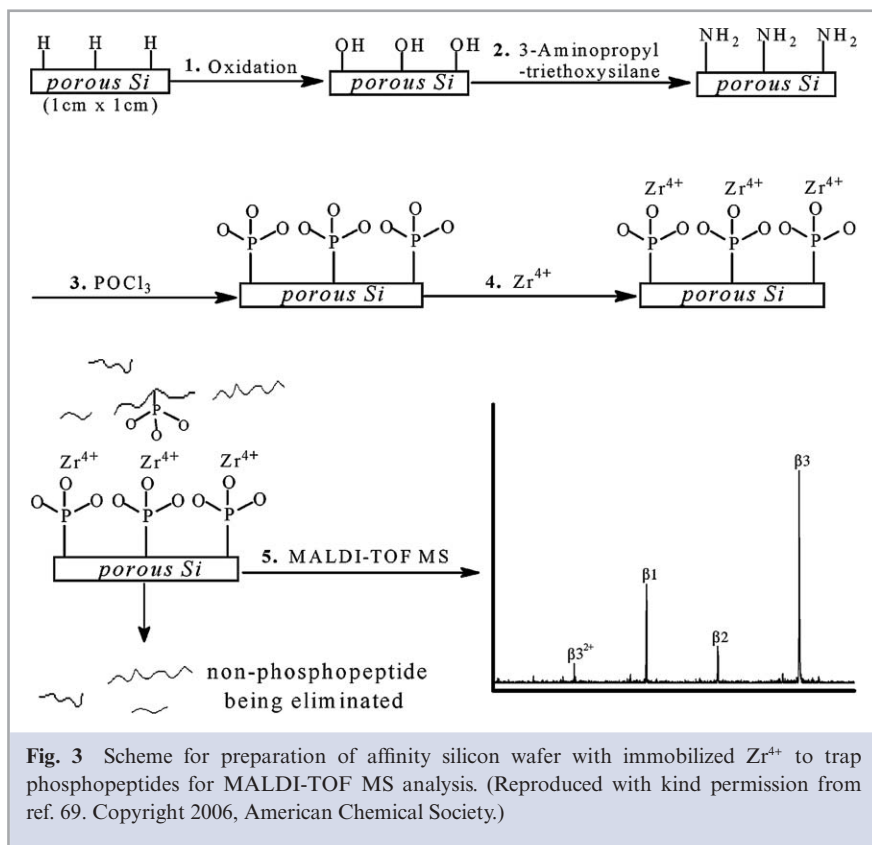 H H H
porous Si
(1cm x 1cm)
1. Oxidation
OH OH OH
porous Si
2. 3-Aminopropyl
-triethoxysilane
NH₂ NH₂ NH₂
porous Si
3. POCl₃
O O O
O P O O P O O P O
porous Si
4. Zr⁴⁺
Zr⁴⁺ Zr⁴⁺ Zr⁴⁺
O O O
O P O O P O O P O
porous Si
P
O O
O
Zr⁴⁺ Zr⁴⁺ Zr⁴⁺
O O O
O P O O P O O P O
porous Si
5. MALDI-TOF MS
non-phosphopeptide
being eliminated
β3²⁺
β1
β2
β3
Fig. 3 Scheme for preparation of affinity silicon wafer with immobilized Zr⁴⁺ to trap
phosphopeptides for MALDI-TOF MS analysis. (Reproduced with kind permission from
ref. 69. Copyright 2006, American Chemical Society.)